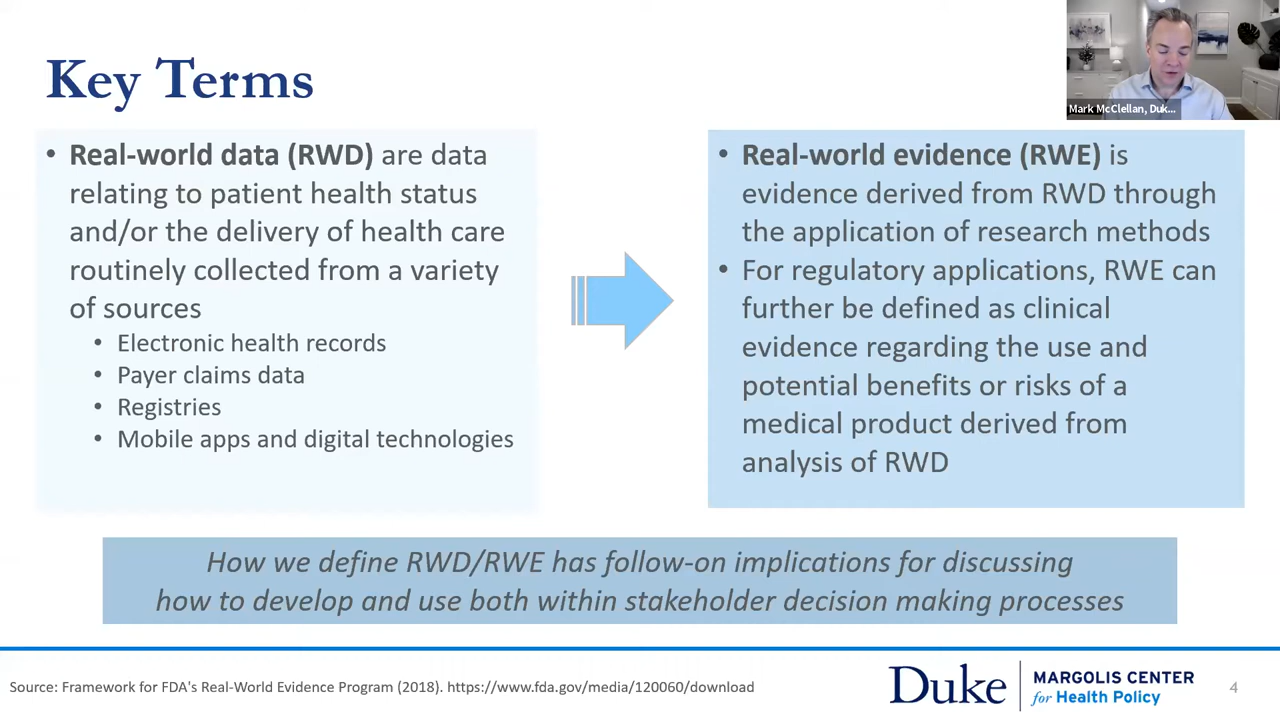 Key Terms
Mark McClellan, Duk...
• Real-world data (RWD) are data
relating to patient health status
and/or the delivery of health care
routinely collected from a variety
of sources
• Electronic health records
• Payer claims data
• Registries
• Mobile apps and digital technologies
• Real-world evidence (RWE) is
evidence derived from RWD through
the application of research methods
• For regulatory applications, RWE can
further be defined as clinical
evidence regarding the use and
potential benefits or risks of a
medical product derived from
analysis of RWD
How we define RWD/RWE has follow-on implications for discussing
how to develop and use both within stakeholder decision making processes
Source: Framework for FDA's Real-World Evidence Program (2018). https://www.fda.gov/media/120060/download
Duke
MARGOLIS CENTER
for Health Policy
4